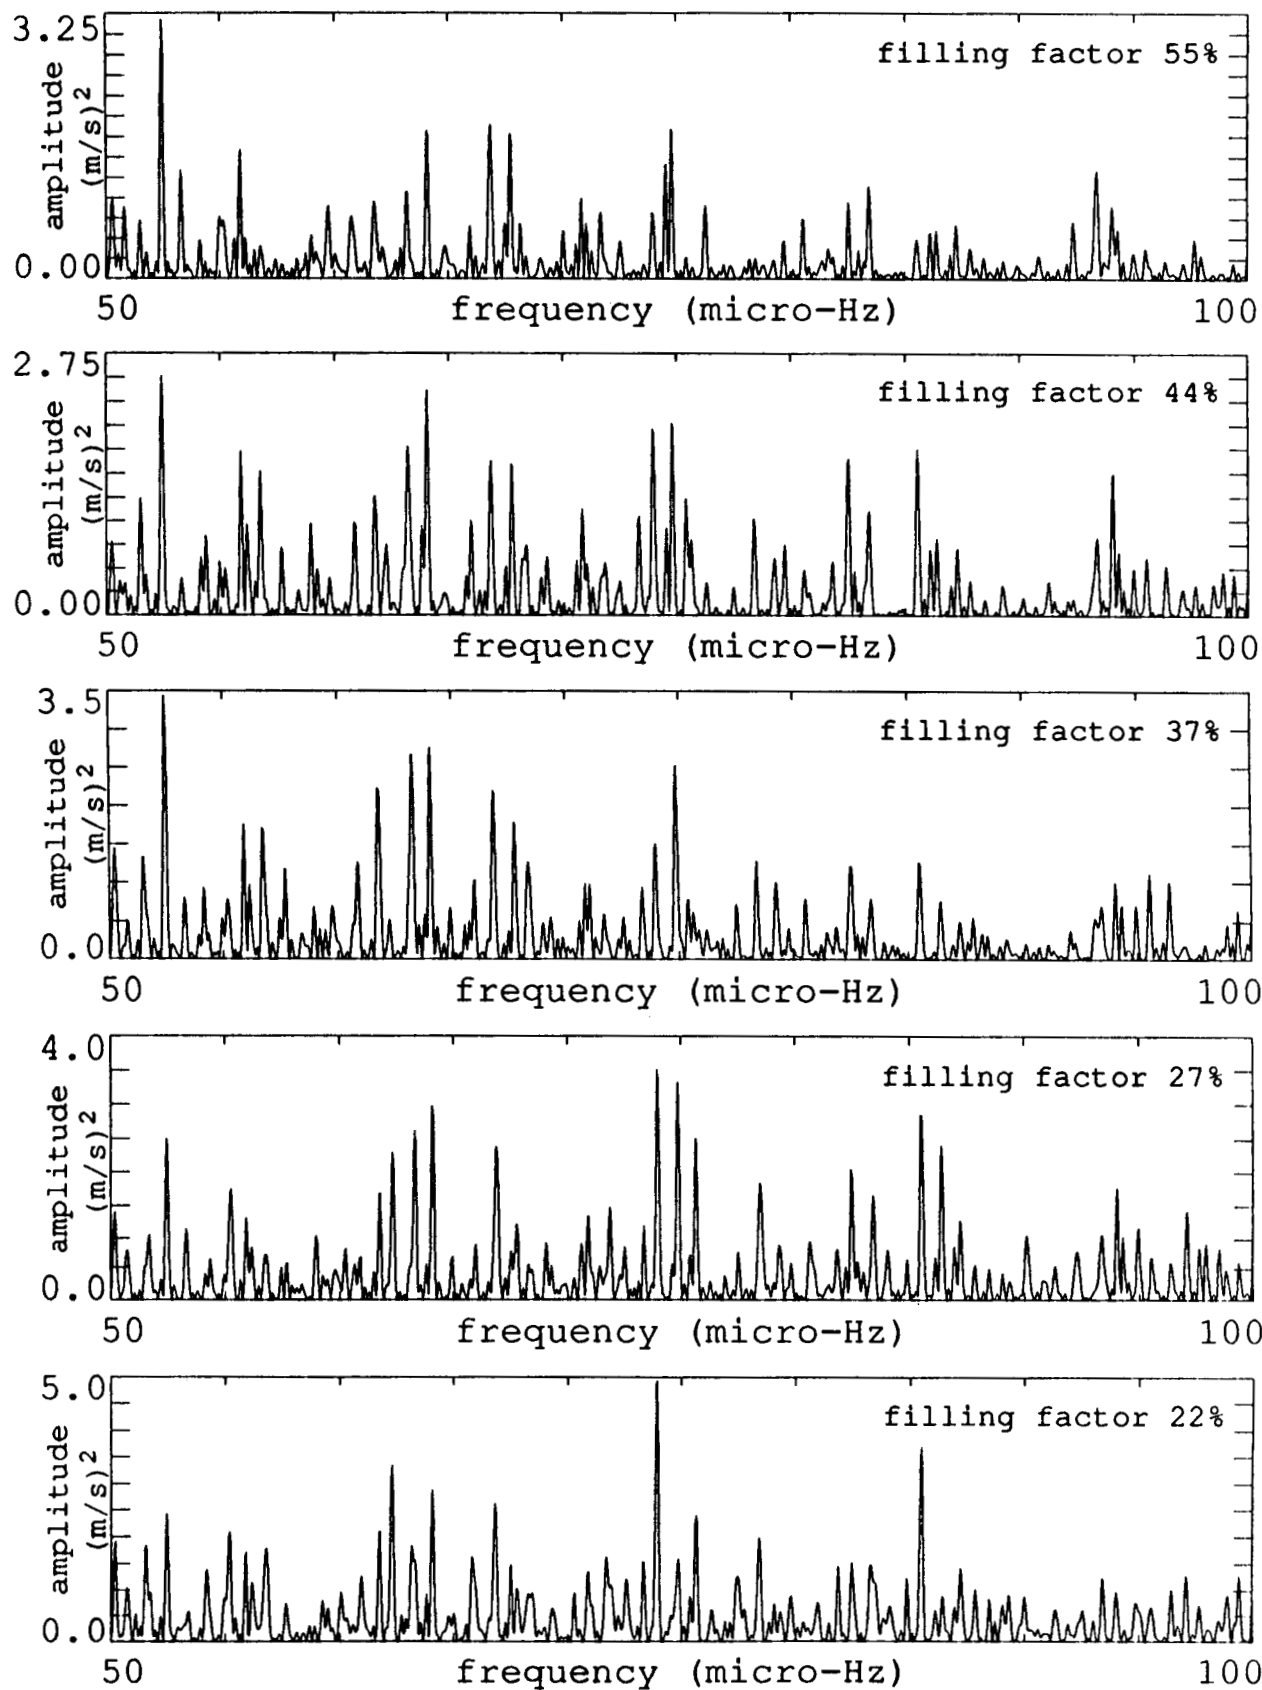 3.25
filling factor 55%
amplitude
(m/s)2
0.00
50
frequency (micro-Hz)
100
2.75
filling factor 44%
amplitude
(m/s)2
0.00
50
frequency (micro-Hz)
100
3.5
filling factor 37%
amplitude
(m/s)2
0.0
50
frequency (micro-Hz)
100
4.0
filling factor 27%
amplitude
(m/s)2
0.0
50
frequency (micro-Hz)
100
5.0
filling factor 22%
amplitude
(m/s)2
0.0
50
frequency (micro-Hz)
100